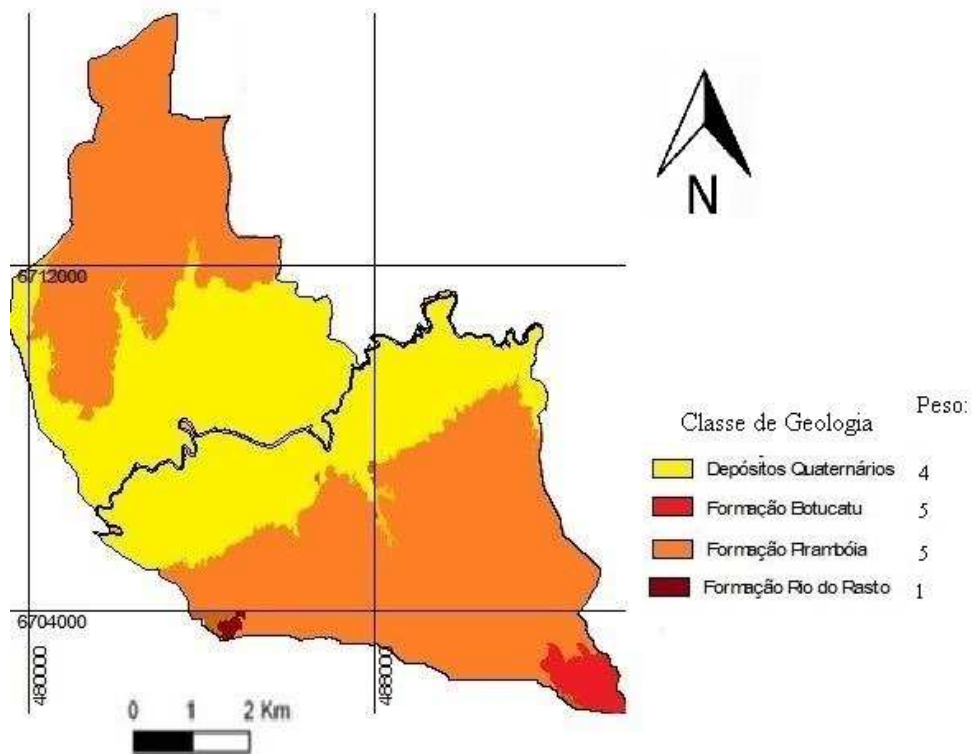 N
6712000
Peso:
Classe de Geologia
Depósitos Quaternários 4
Formação Botucatu 5
Formação Pirambóia 5
Formação Rio do Rasto 1
6704000
480000
488000
0 1 2 Km